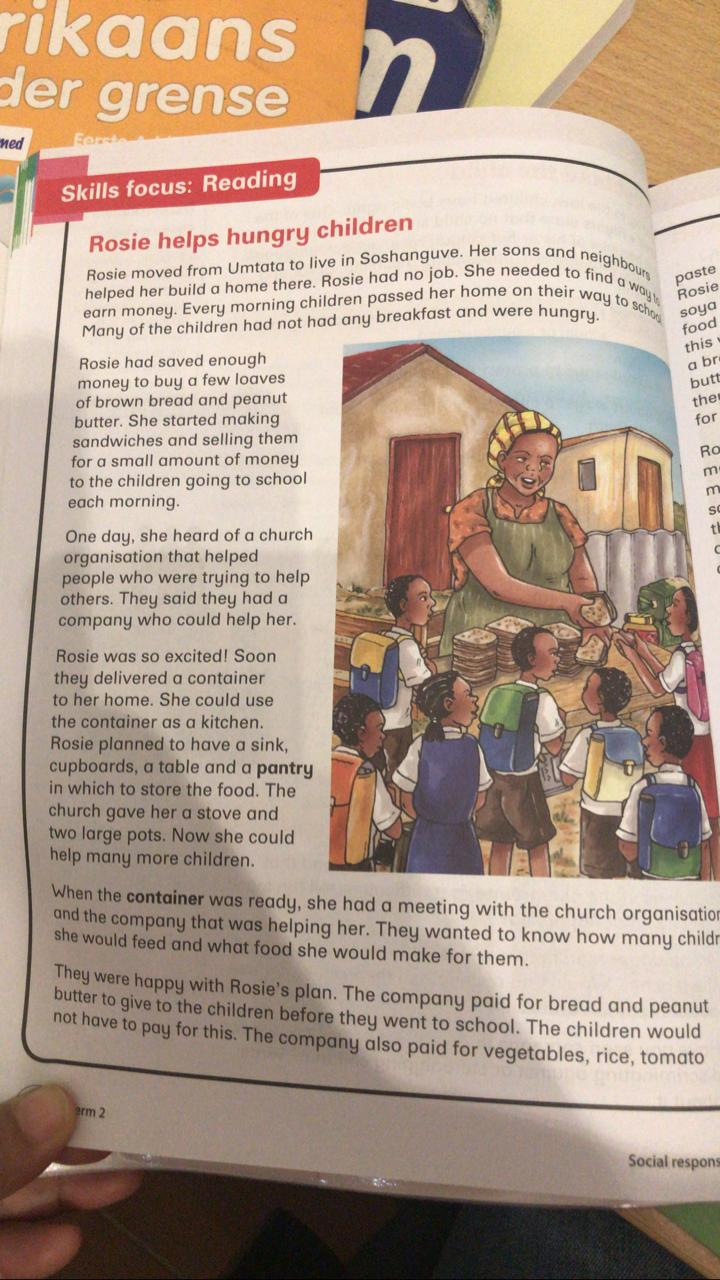 rikaans
der grense
med
Eerste
m
Skills focus: Reading
Rosie helps hungry children
Rosie moved from Umtata to live in Soshanguve. Her sons and neighbours
helped her build a home there. Rosie had no job. She needed to find a way to
earn money. Every morning children passed her home on their way to school.
Many of the children had not had any breakfast and were hungry.
Rosie had saved enough
money to buy a few loaves
of brown bread and peanut
butter. She started making
sandwiches and selling them
for a small amount of money
to the children going to school
each morning.
One day, she heard of a church
organisation that helped
people who were trying to help
others. They said they had a
company who could help her.
Rosie was so excited! Soon
they delivered a container
to her home. She could use
the container as a kitchen.
Rosie planned to have a sink,
cupboards, a table and a pantry
in which to store the food. The
church gave her a stove and
two large pots. Now she could
help many more children.
When the container was ready, she had a meeting with the church organisation
and the company that was helping her. They wanted to know how many childr
she would feed and what food she would make for them.
They were happy with Rosie's plan. The company paid for bread and peanut
butter to give to the children before they went to school. The children would
not have to pay for this. The company also paid for vegetables, rice, tomato
erm 2
Social respons
paste
Rosie
soya
food
this
a br
butt
the
for
Ro
m
m
s
t